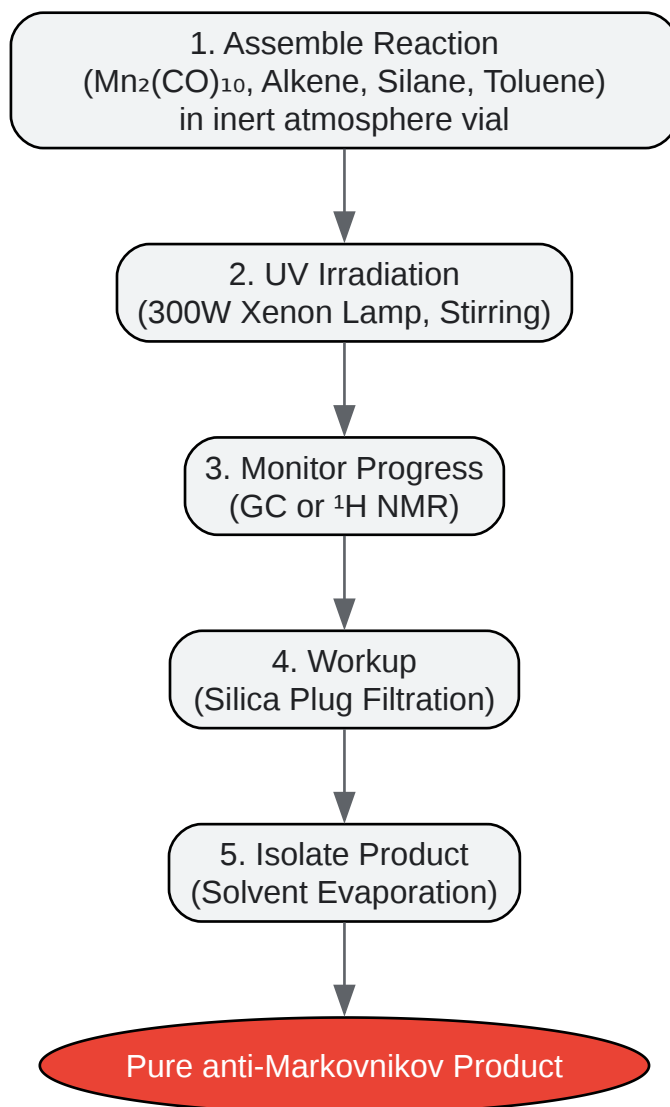 1. Assemble Reaction
(Mn₂(CO)₁₀, Alkene, Silane, Toluene)
in inert atmosphere vial
2. UV Irradiation
(300W Xenon Lamp, Stirring)
3. Monitor Progress
(GC or ¹H NMR)
4. Workup
(Silica Plug Filtration)
5. Isolate Product
(Solvent Evaporation)
Pure anti-Markovnikov Product